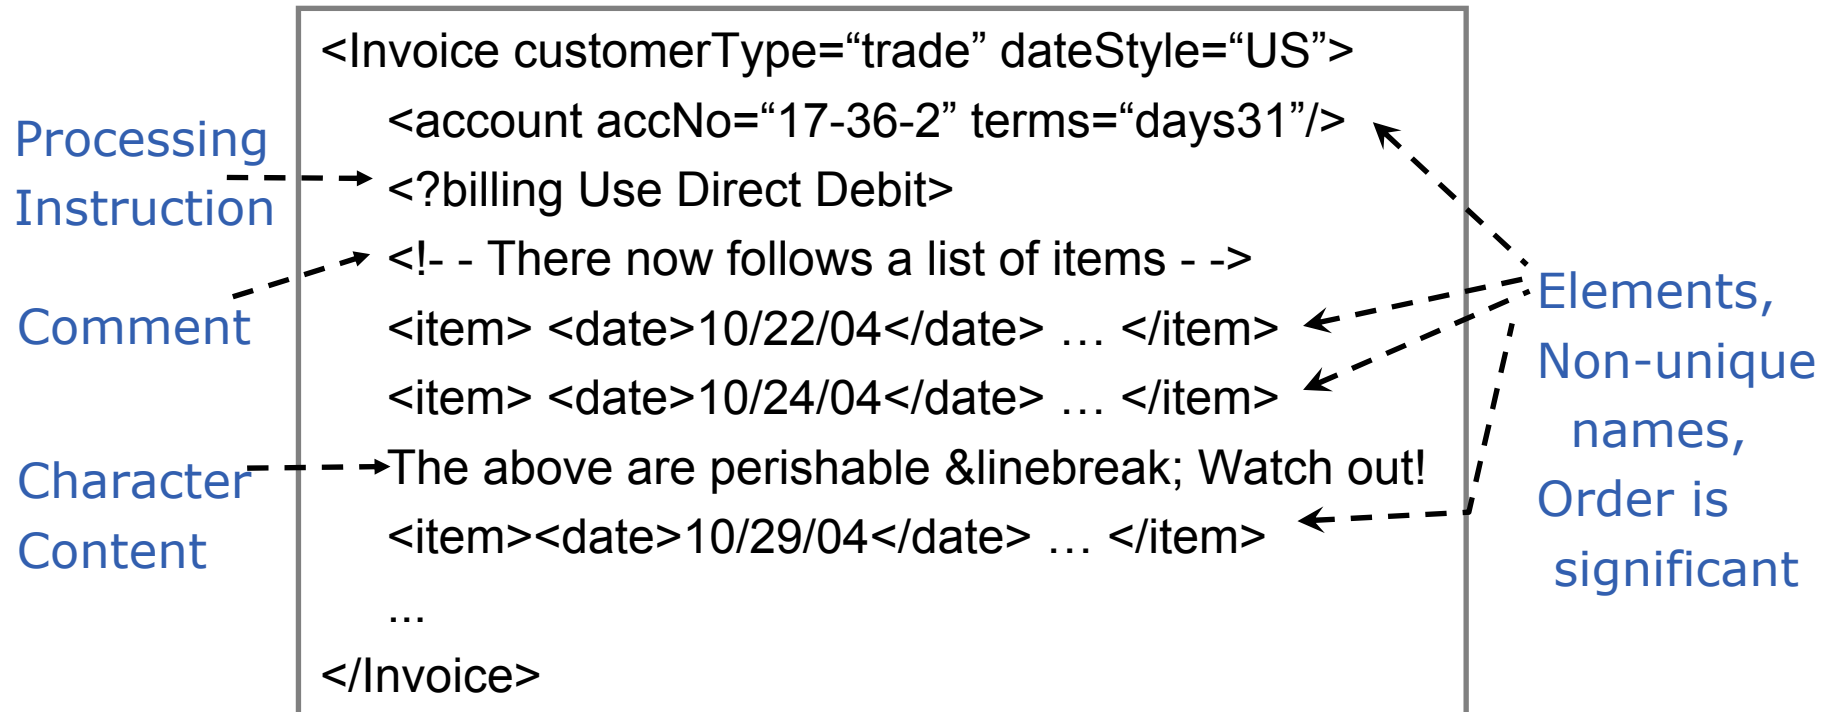 <Invoice customerType=“trade” dateStyle=“US”>
<account accNo=“17-36-2” terms=“days31”/>
<?billing Use Direct Debit>
<!- - There now follows a list of items - ->
<item> <date>10/22/04</date> … </item>
<item> <date>10/24/04</date> … </item>
The above are perishable &linebreak; Watch out!
<item><date>10/29/04</date> … </item>
...
</Invoice>
Processing
Instruction
Comment
Character
Content
Elements,
Non-unique
names,
Order is
significant